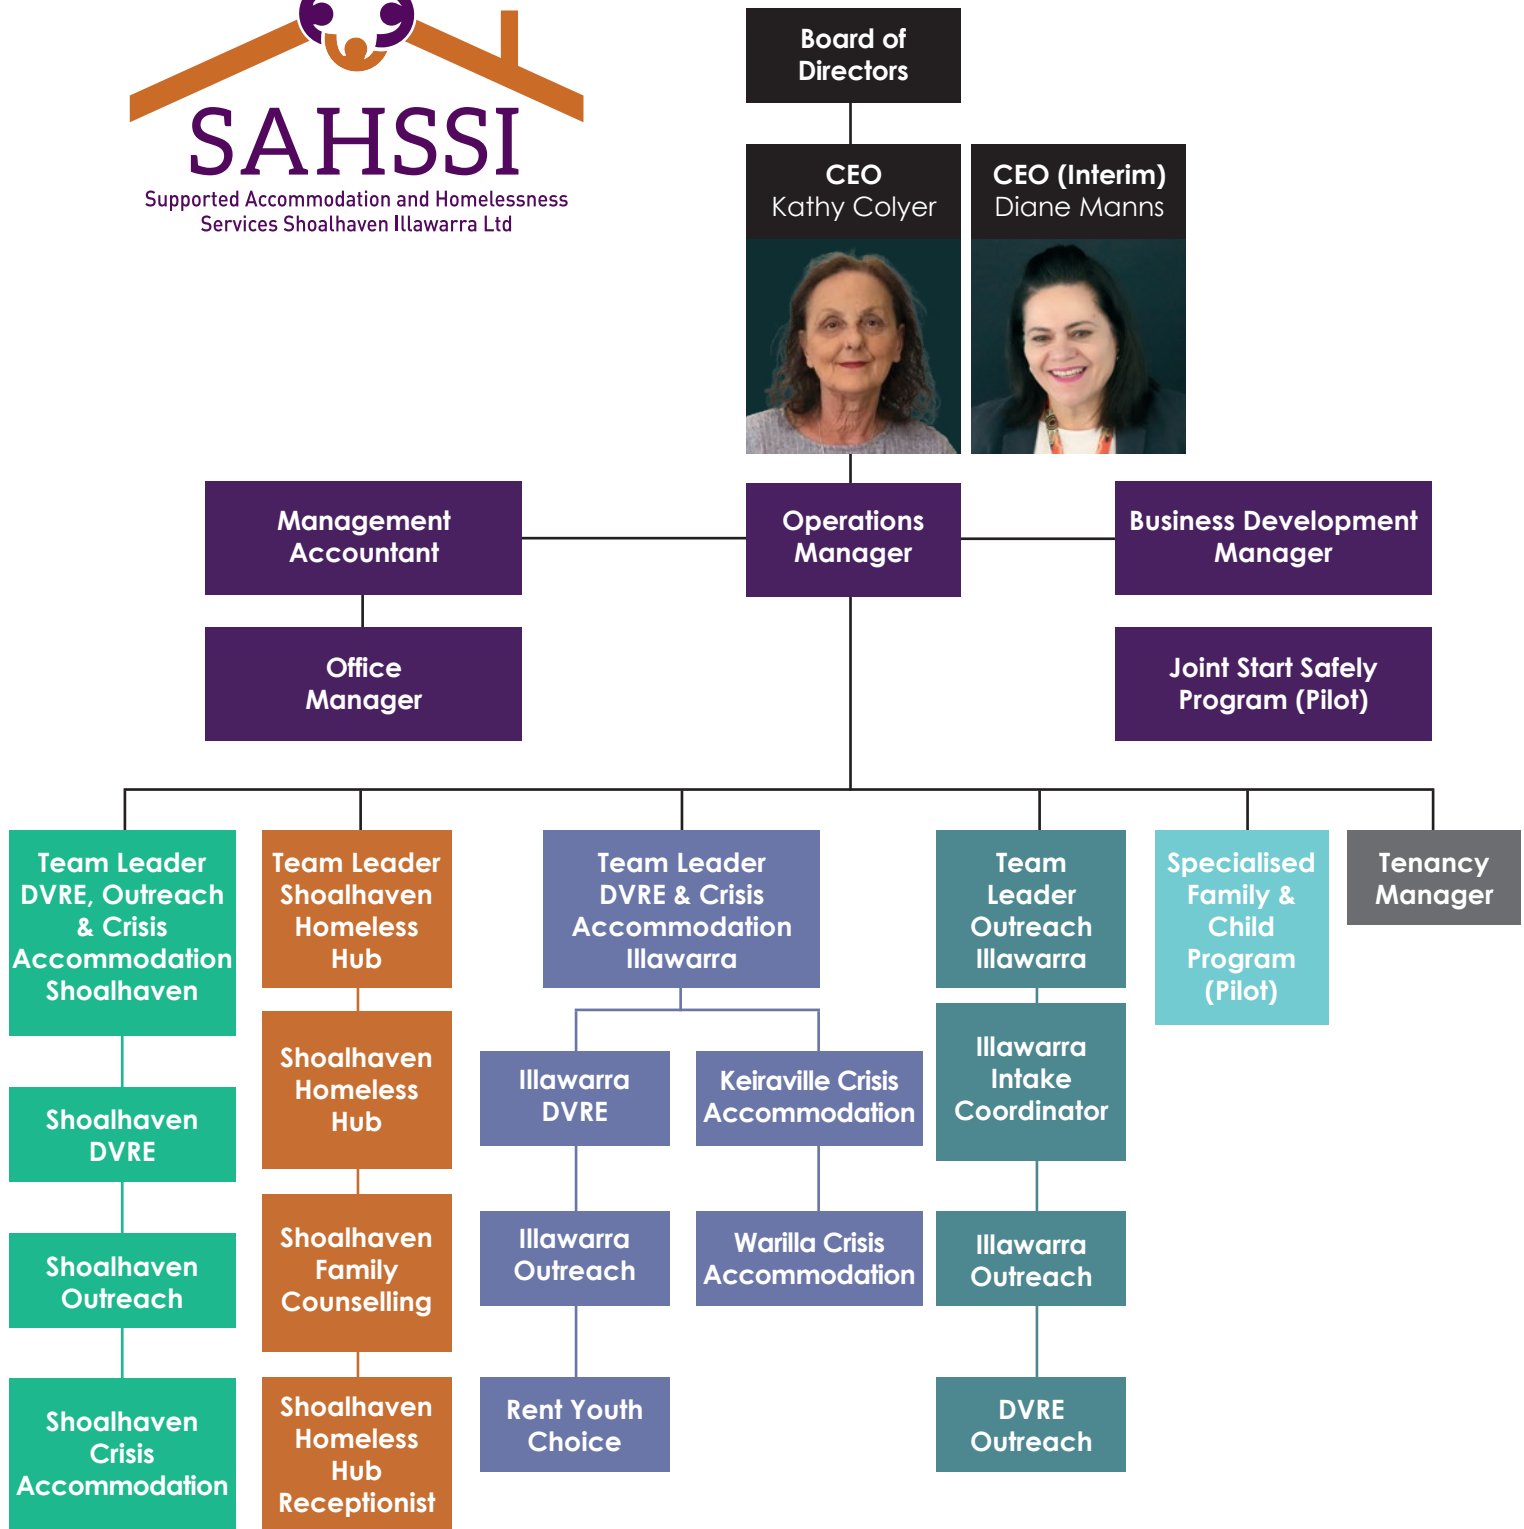 SAHSSI
Supported Accommodation and Homelessness
Services Shoalhaven Illawarra Ltd
Board of
Directors
CEO
Kathy Colyer
CEO (Interim)
Diane Manns
Management
Accountant
Operations
Manager
Business Development
Manager
Office
Manager
Joint Start Safely
Program (Pilot)
Team Leader
DVRE, Outreach
& Crisis
Accommodation
Shoalhaven
Shoalhaven
DVRE
Shoalhaven
Outreach
Shoalhaven
Crisis
Accommodation
Team Leader
Shoalhaven
Homeless
Hub
Shoalhaven
Homeless
Hub
Shoalhaven
Family
Counselling
Shoalhaven
Homeless
Hub
Receptionist
Team Leader
DVRE & Crisis
Accommodation
Illawarra
Illawarra
DVRE
Illawarra
Outreach
Rent Youth
Choice
Keiraville Crisis
Accommodation
Warilla Crisis
Accommodation
Team
Leader
Outreach
Illawarra
Illawarra
Intake
Coordinator
Illawarra
Outreach
DVRE
Outreach
Specialised
Family &
Child
Program
(Pilot)
Tenancy
Manager